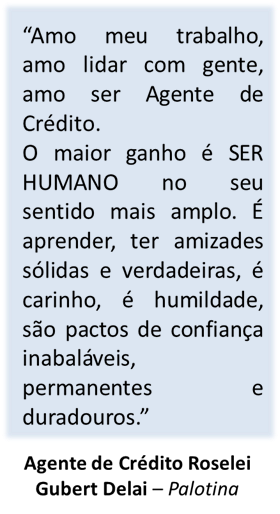 “Amo meu trabalho,
amo lidar com gente,
amo ser Agente de
Crédito.
O maior ganho é SER
HUMANO no seu
sentido mais amplo. É
aprender, ter amizades
sólidas e verdadeiras, é
carinho, é humildade,
são pactos de confiança
inabaláveis,
permanentes e
duradouros.”
Agente de Crédito Roselei
Gubert Delai – Palotina